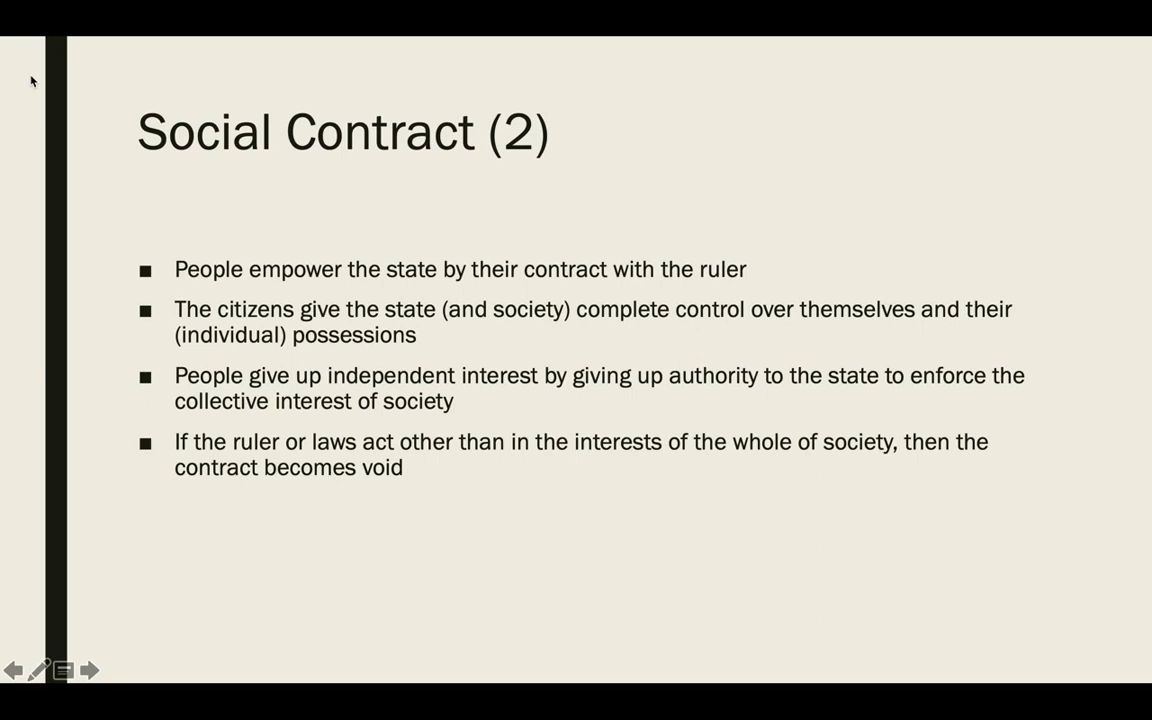 Social Contract (2)
■ People empower the state by their contract with the ruler
■ The citizens give the state (and society) complete control over themselves and their
(individual) possessions
■ People give up independent interest by giving up authority to the state to enforce the
collective interest of society
■ If the ruler or laws act other than in the interests of the whole of society, then the
contract becomes void